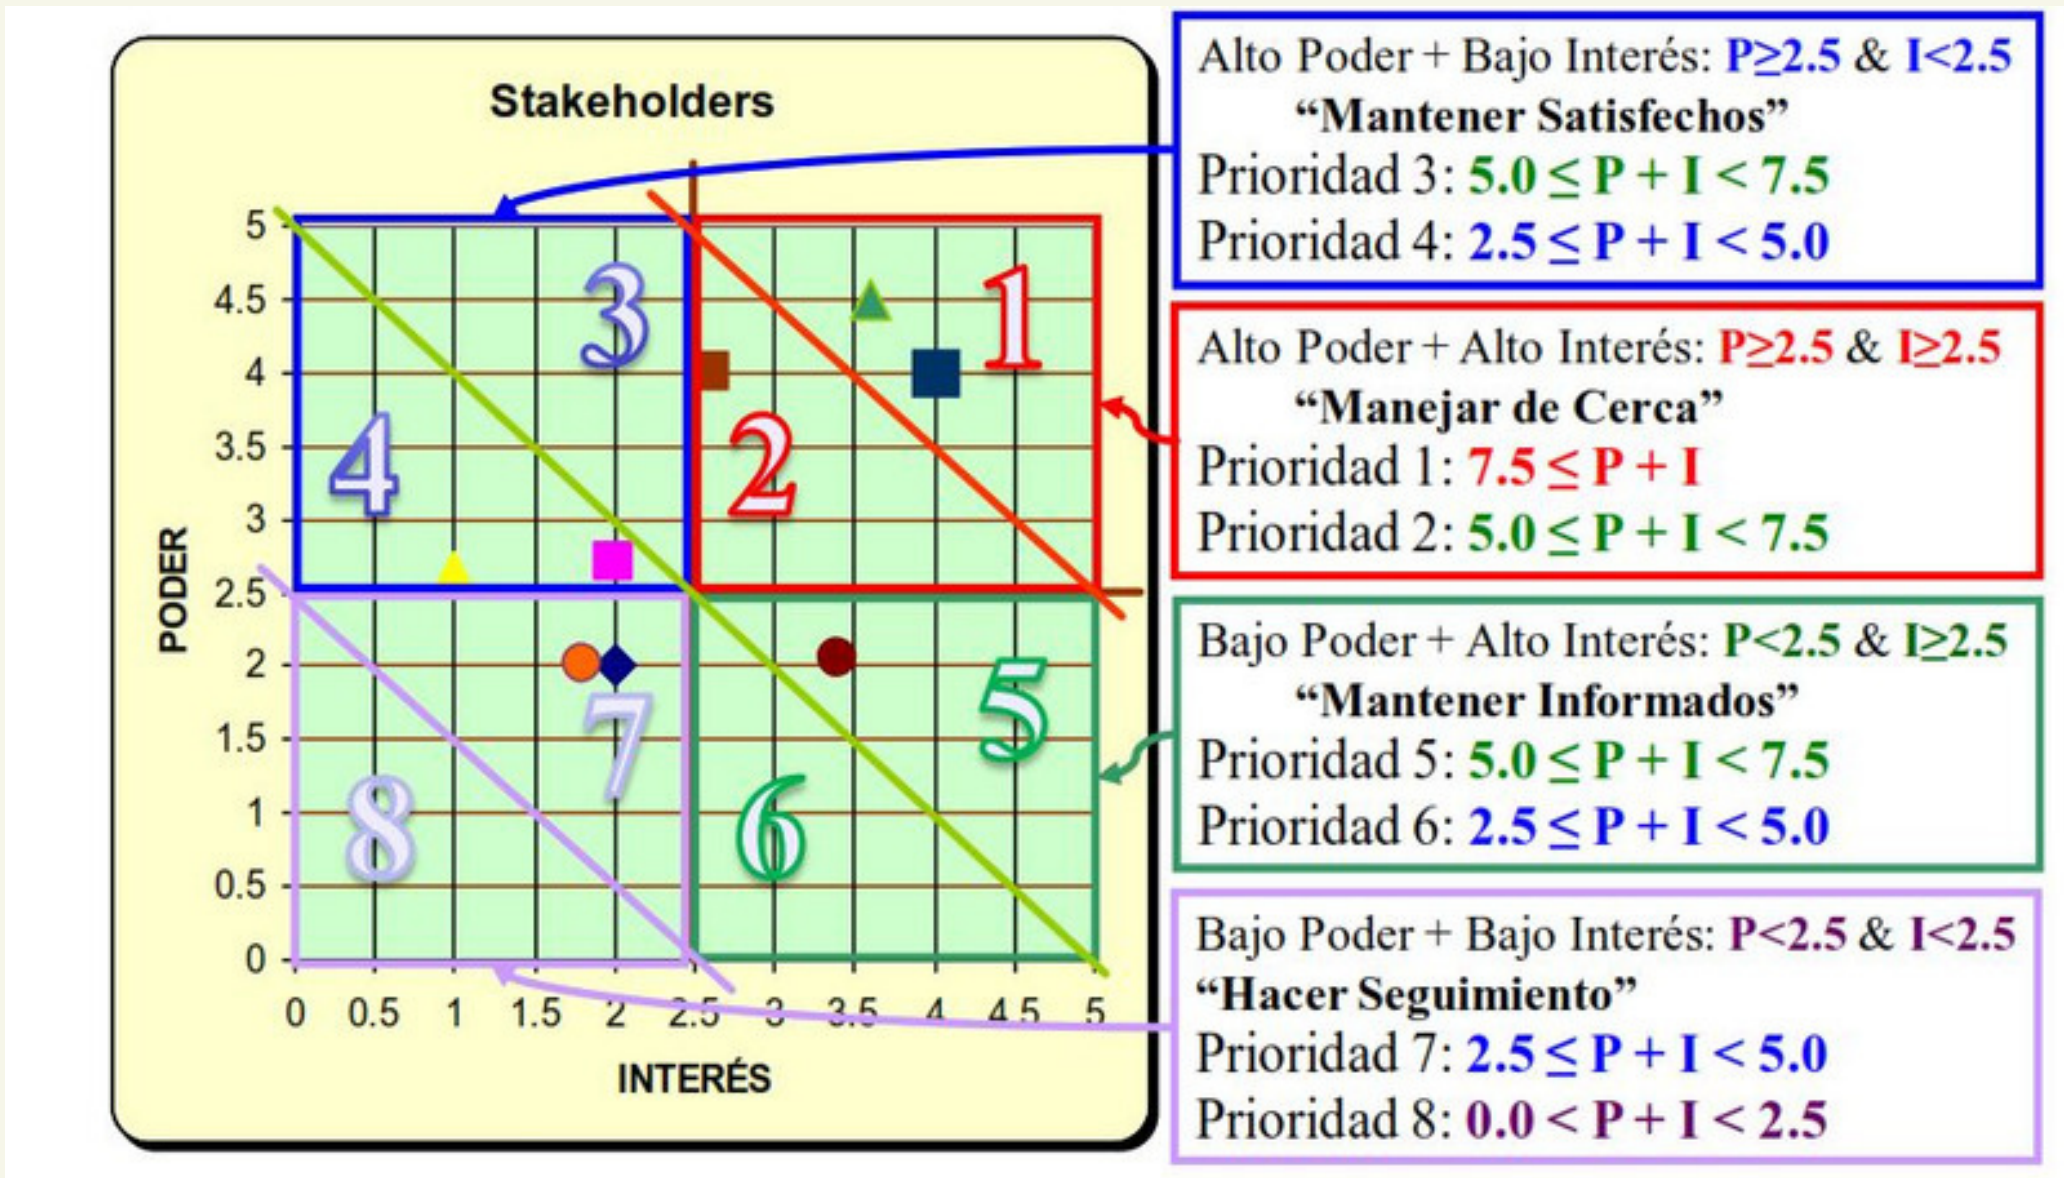 Stakeholders
5
4.5
4
3.5
3
2.5
2
1.5
1
0.5
0
PODER
3
1
4
2
7
5
8
6
0 0.5 1 1.5 2 2.5 3 3.5 4 4.5 5
INTERÉS
Alto Poder + Bajo Interés: P≥2.5 & I<2.5
“Mantener Satisfechos”
Prioridad 3: 5.0 ≤ P + I < 7.5
Prioridad 4: 2.5 ≤ P + I < 5.0
Alto Poder + Alto Interés: P≥2.5 & I≥2.5
“Manejar de Cerca”
Prioridad 1: 7.5 ≤ P + I
Prioridad 2: 5.0 ≤ P + I < 7.5
Bajo Poder + Alto Interés: P<2.5 & I≥2.5
“Mantener Informados”
Prioridad 5: 5.0 ≤ P + I < 7.5
Prioridad 6: 2.5 ≤ P + I < 5.0
Bajo Poder + Bajo Interés: P<2.5 & I<2.5
“Hacer Seguimiento”
Prioridad 7: 2.5 ≤ P + I < 5.0
Prioridad 8: 0.0 < P + I < 2.5